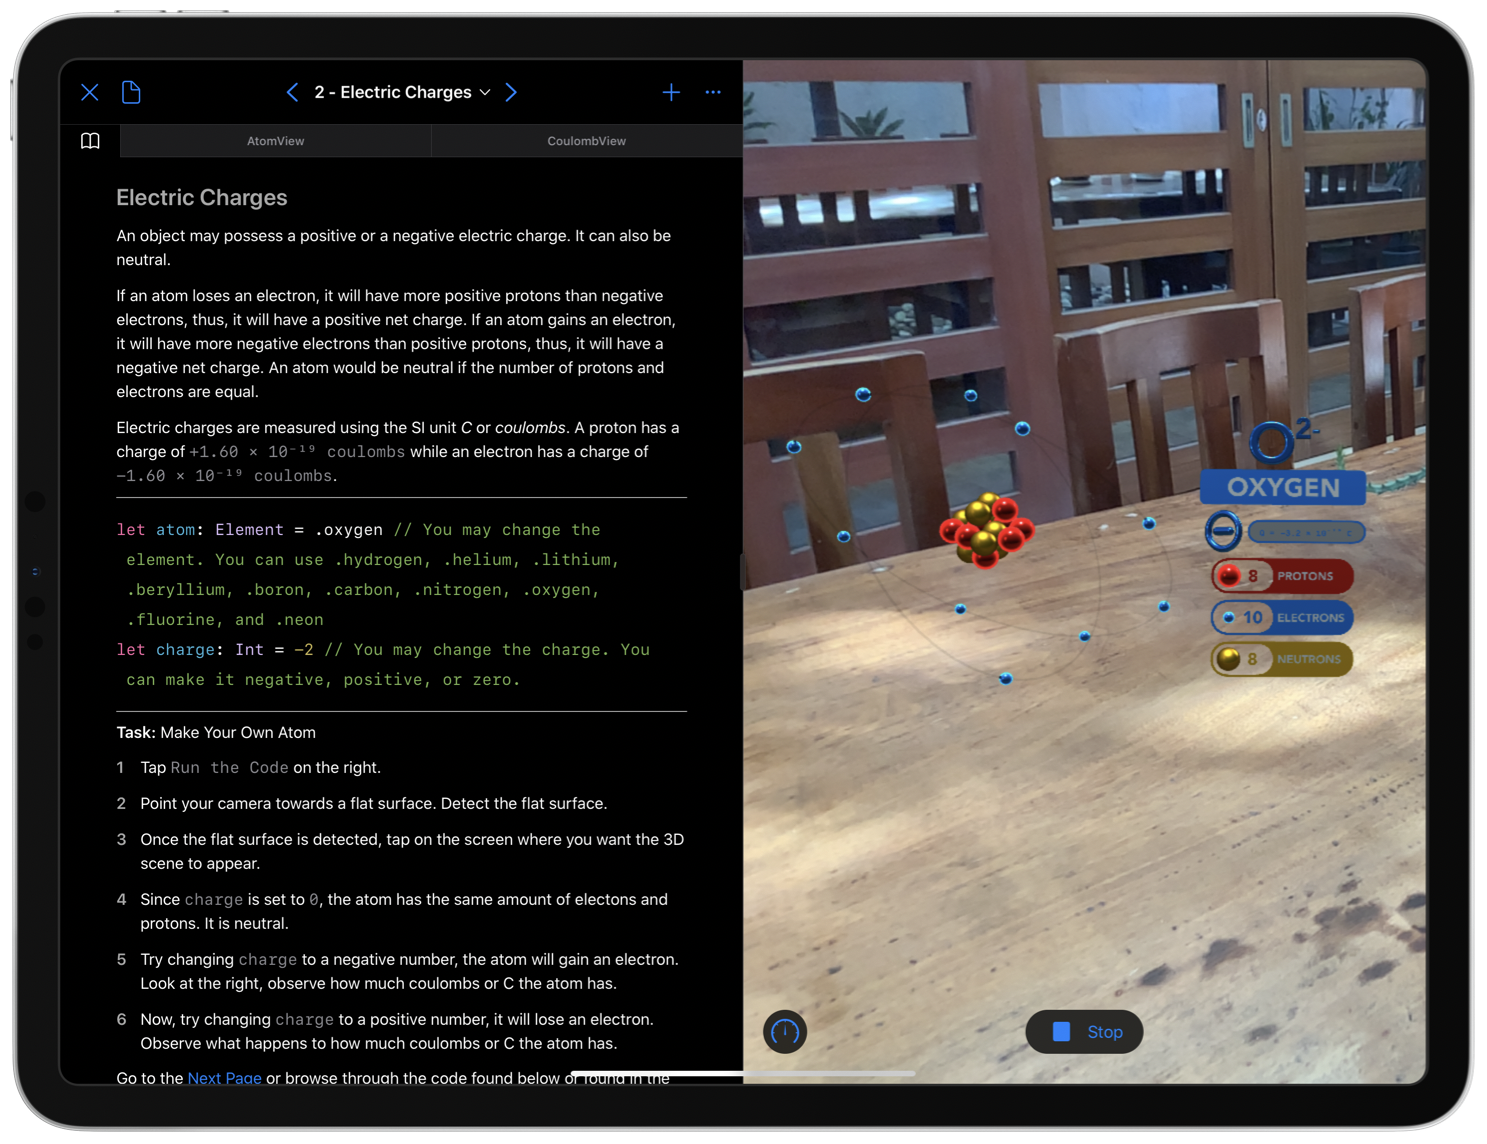 2 - Electric Charges
AtomView
CoulombView
Electric Charges
An object may possess a positive or a negative electric charge. It can also be
neutral.
If an atom loses an electron, it will have more positive protons than negative
electrons, thus, it will have a positive net charge. If an atom gains an electron,
it will have more negative electrons than positive protons, thus, it will have a
negative net charge. An atom would be neutral if the number of protons and
electrons are equal.
Electric charges are measured using the SI unit C or coulombs. A proton has a
charge of +1.60 × 10⁻¹⁹ coulombs while an electron has a charge of
−1.60 × 10⁻¹⁹ coulombs.
let atom: Element = .oxygen // You may change the
element. You can use .hydrogen, .helium, .lithium,
.beryllium, .boron, .carbon, .nitrogen, .oxygen,
.fluorine, and .neon
let charge: Int = −2 // You may change the charge. You
can make it negative, positive, or zero.
Task: Make Your Own Atom
1 Tap Run the Code on the right.
2 Point your camera towards a flat surface. Detect the flat surface.
3 Once the flat surface is detected, tap on the screen where you want the 3D
scene to appear.
4 Since charge is set to 0, the atom has the same amount of electons and
protons. It is neutral.
5 Try changing charge to a negative number, the atom will gain an electron.
Look at the right, observe how much coulombs or C the atom has.
6 Now, try changing charge to a positive number, it will lose an electron.
Observe what happens to how much coulombs or C the atom has.
Go to the Next Page or browse through the code found below or found in the
O 2-
OXYGEN
8 PROTONS
10 ELECTRONS
8 NEUTRONS
Stop